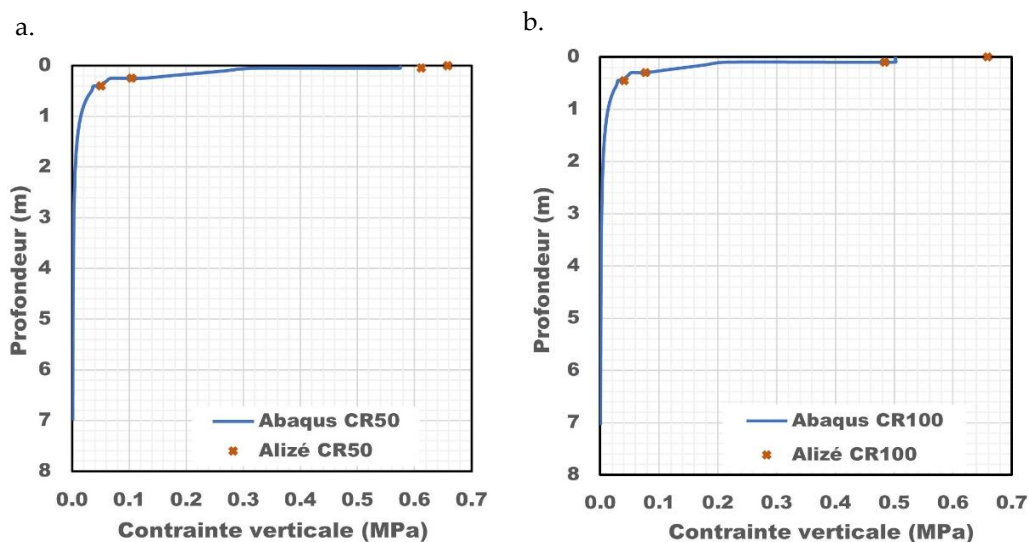 a.
0
1
2
3
4
5
6
7
8
Profondeur (m)
Abaqus CR50
Alizé CR50
0.0 0.1 0.2 0.3 0.4 0.5 0.6 0.7
Contrainte verticale (MPa)
b.
0
1
2
3
4
5
6
7
8
Profondeur (m)
Abaqus CR100
Alizé CR100
0.0 0.1 0.2 0.3 0.4 0.5 0.6 0.7
Contrainte verticale (MPa)